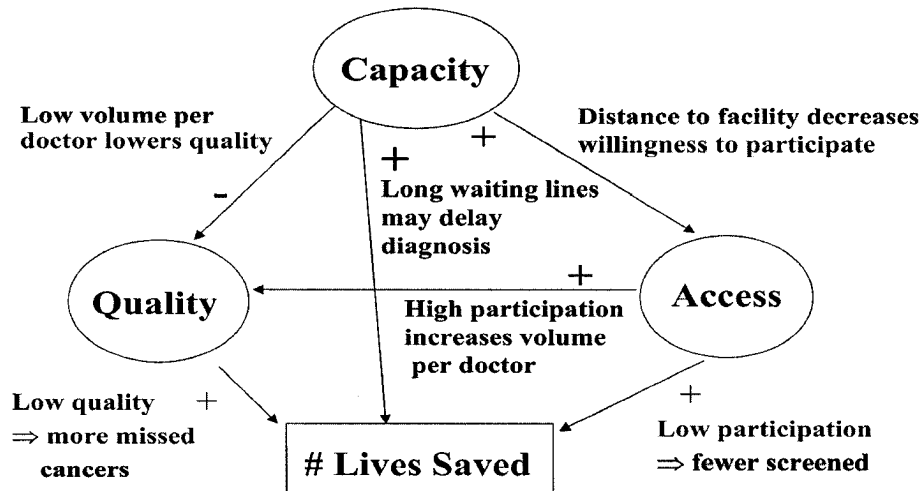 Capacity
Low volume per
doctor lowers quality
-
+
Long waiting lines
may delay
diagnosis
+
Distance to facility decreases
willingness to participate
Quality
+
High participation
increases volume
per doctor
Access
Low quality
⇒ more missed
cancers
+
# Lives Saved
+
Low participation
⇒ fewer screened